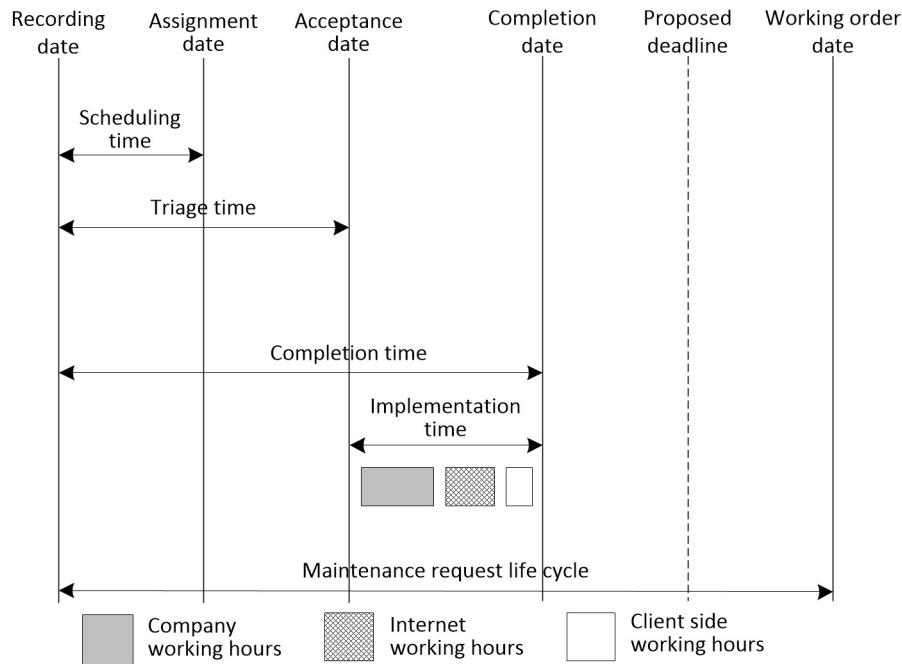 Recording
date
Assignment
date
Acceptance
date
Completion
date
Proposed
deadline
Working order
date
Scheduling
time
Triage time
Completion time
Implementation
time
Maintenance request life cycle
Company
working hours
Internet
working hours
Client side
working hours